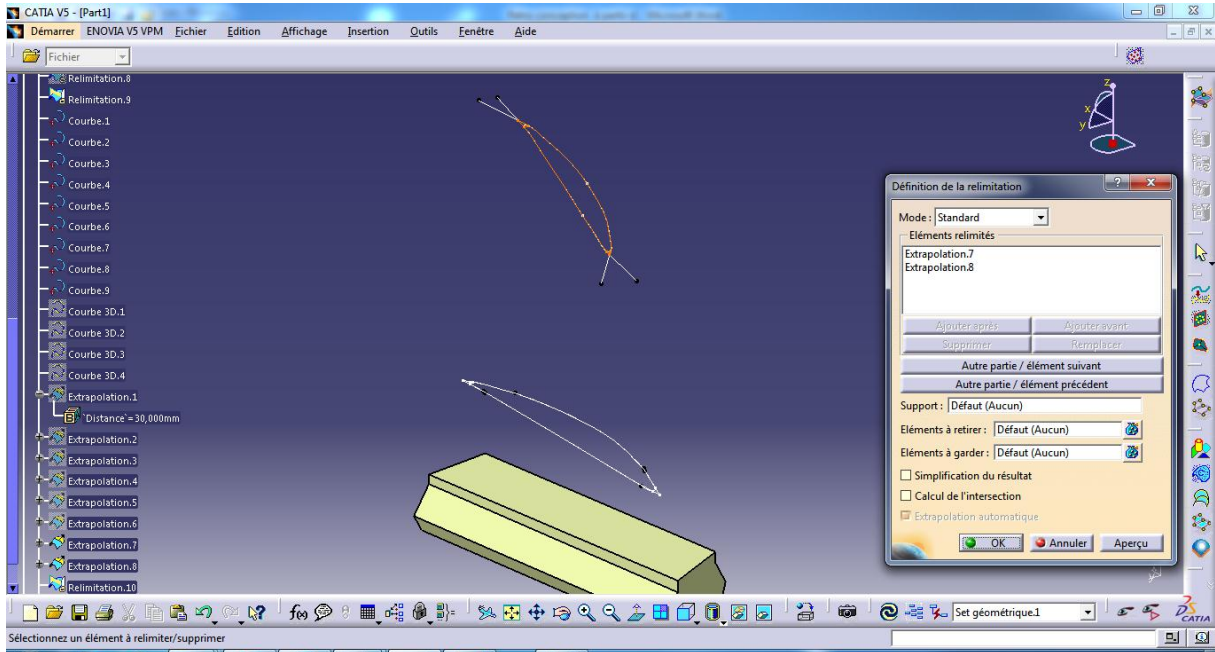 CATIA V5 - [Part1]
Démarrer ENOVIA V5 VPM Fichier Edition Affichage Insertion Outils Fenêtre Aide
Fichier
Relimitation.8
Relimitation.9
Courbe.1
Courbe.2
Courbe.3
Courbe.4
Courbe.5
Courbe.6
Courbe.7
Courbe.8
Courbe.9
Courbe 3D.1
Courbe 3D.2
Courbe 3D.3
Courbe 3D.4
Extrapolation.1
`Distance`=30,000mm
Extrapolation.2
Extrapolation.3
Extrapolation.4
Extrapolation.5
Extrapolation.6
Extrapolation.7
Extrapolation.8
Relimitation.10
z
x
y
Définition de la relimitation
Mode : Standard
Eléments relimités
Extrapolation.7
Extrapolation.8
Ajouter après Ajouter avant
Supprimer Remplacer
Autre partie / élément suivant
Autre partie / élément précédent
Support : Défaut (Aucun)
Eléments à retirer : Défaut (Aucun)
Eléments à garder : Défaut (Aucun)
Simplification du résultat
Calcul de l'intersection
Extrapolation automatique
OK Annuler Aperçu
f(x) Set géométrique.1
CATIA
Sélectionnez un élément à relimiter/supprimer